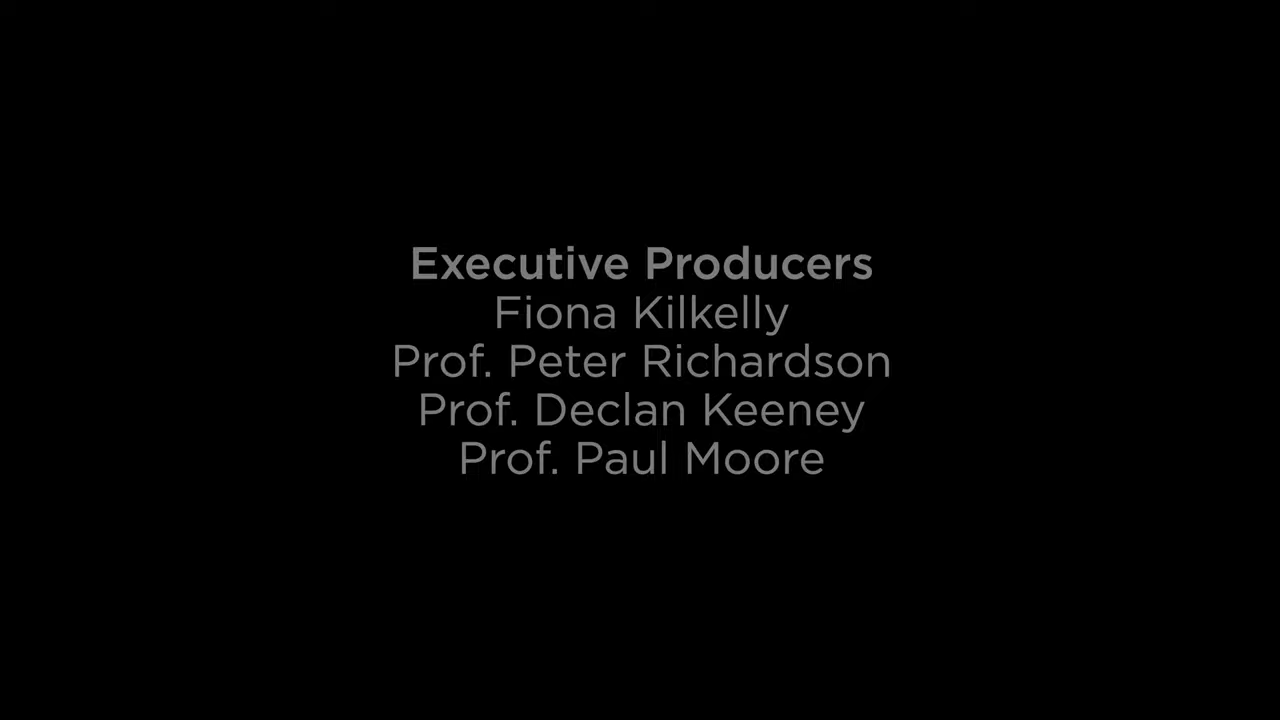 Executive Producers
Fiona Kilkelly
Prof. Peter Richardson
Prof. Declan Keeney
Prof. Paul Moore